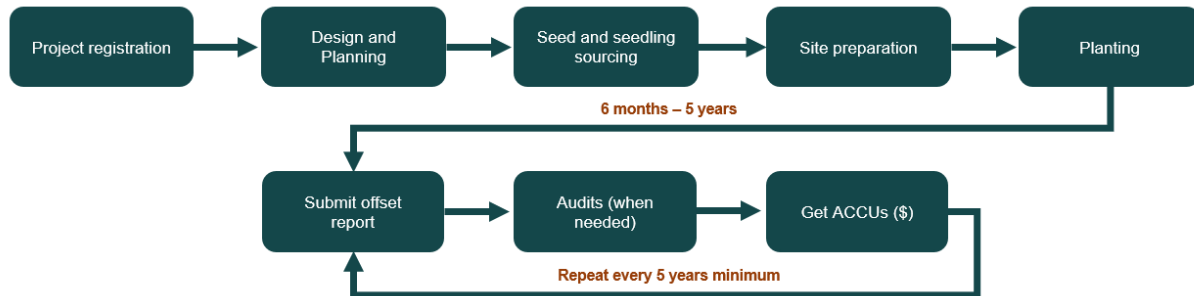 Project registration
Design and
Planning
Seed and seedling
sourcing
Site preparation
Planting
6 months – 5 years
Submit offset
report
Audits (when
needed)
Get ACCUs ($)
Repeat every 5 years minimum